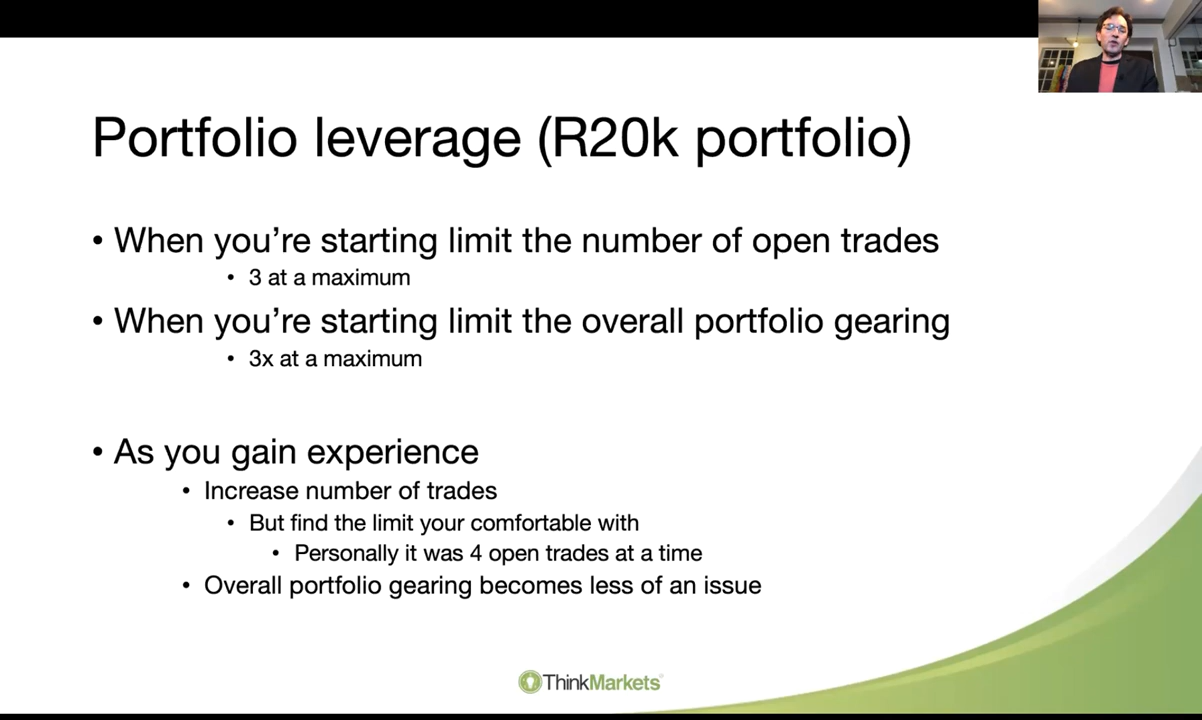 Portfolio leverage (R20k portfolio)
• When you're starting limit the number of open trades
• 3 at a maximum
• When you're starting limit the overall portfolio gearing
• 3x at a maximum
• As you gain experience
• Increase number of trades
• But find the limit your comfortable with
• Personally it was 4 open trades at a time
• Overall portfolio gearing becomes less of an issue
ThinkMarkets